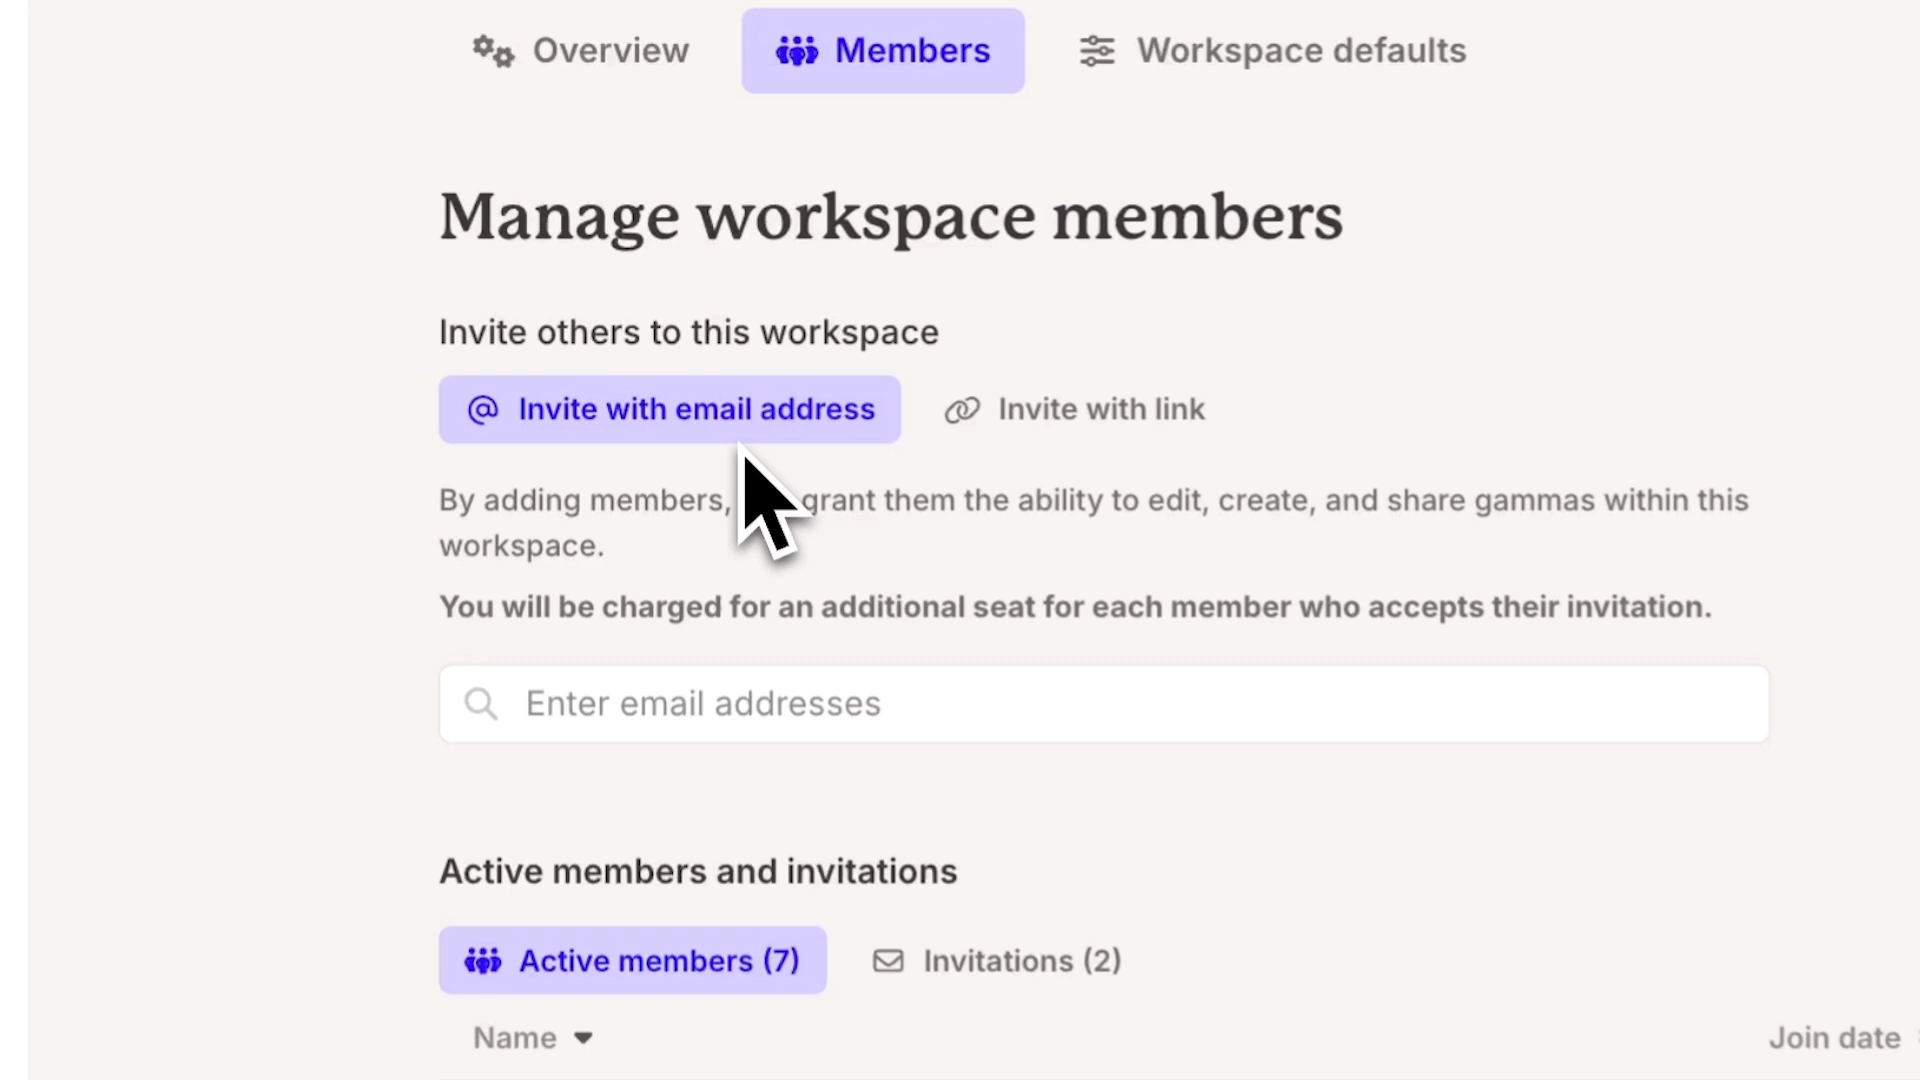 Overview
Members
Workspace defaults
Manage workspace members
Invite others to this workspace
@ Invite with email address
Invite with link
By adding members, grant them the ability to edit, create, and share gammas within this
workspace.
You will be charged for an additional seat for each member who accepts their invitation.
Enter email addresses
Active members and invitations
Active members (7)
Invitations (2)
Name
Join date